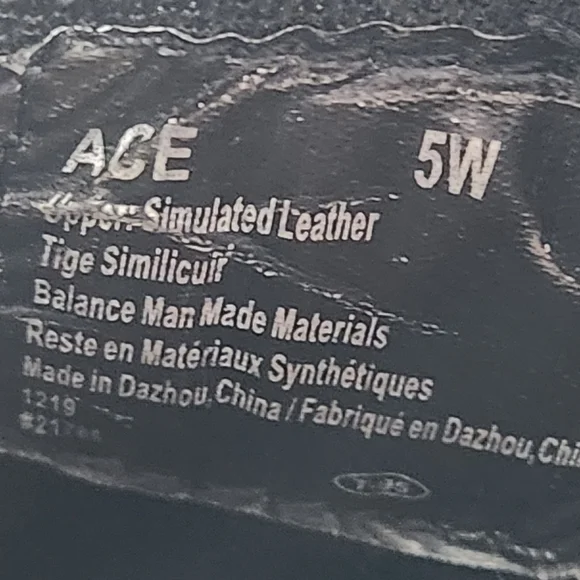 ACE 5W
Upper: Simulated Leather
Tige Similicuir
Balance Man Made Materials
Reste en Matériaux Synthétiques
Made in Dazhou, China / Fabriqué en Dazhou, Chi
1219